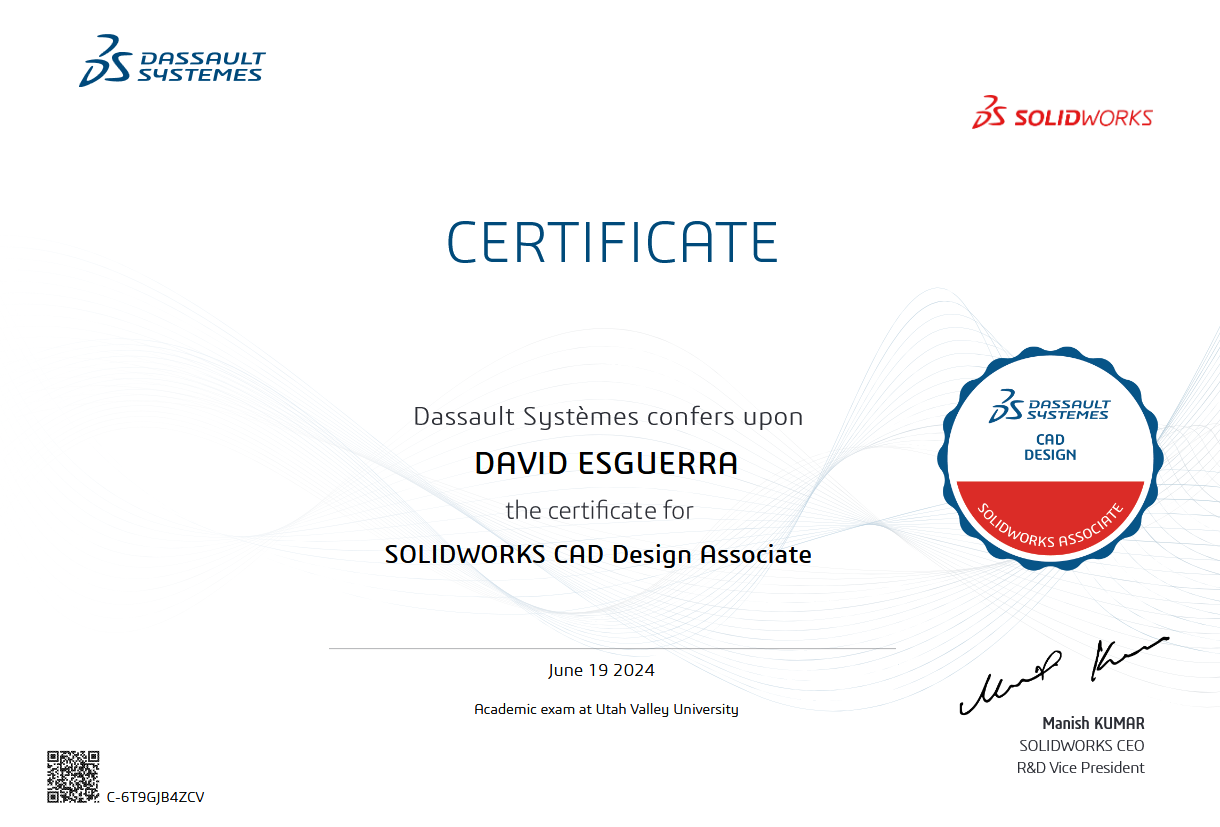 DASSAULT
SYSTEMES
SOLIDWORKS
CERTIFICATE
Dassault Systèmes confers upon
DAVID ESGUERRA
the certificate for
SOLIDWORKS CAD Design Associate
DASSAULT
SYSTEMES
CAD
DESIGN
SOLIDWORKS ASSOCIATE
June 19 2024
Academic exam at Utah Valley University
Manish KUMAR
SOLIDWORKS CEO
R&D Vice President
C-6T9GJB4ZCV